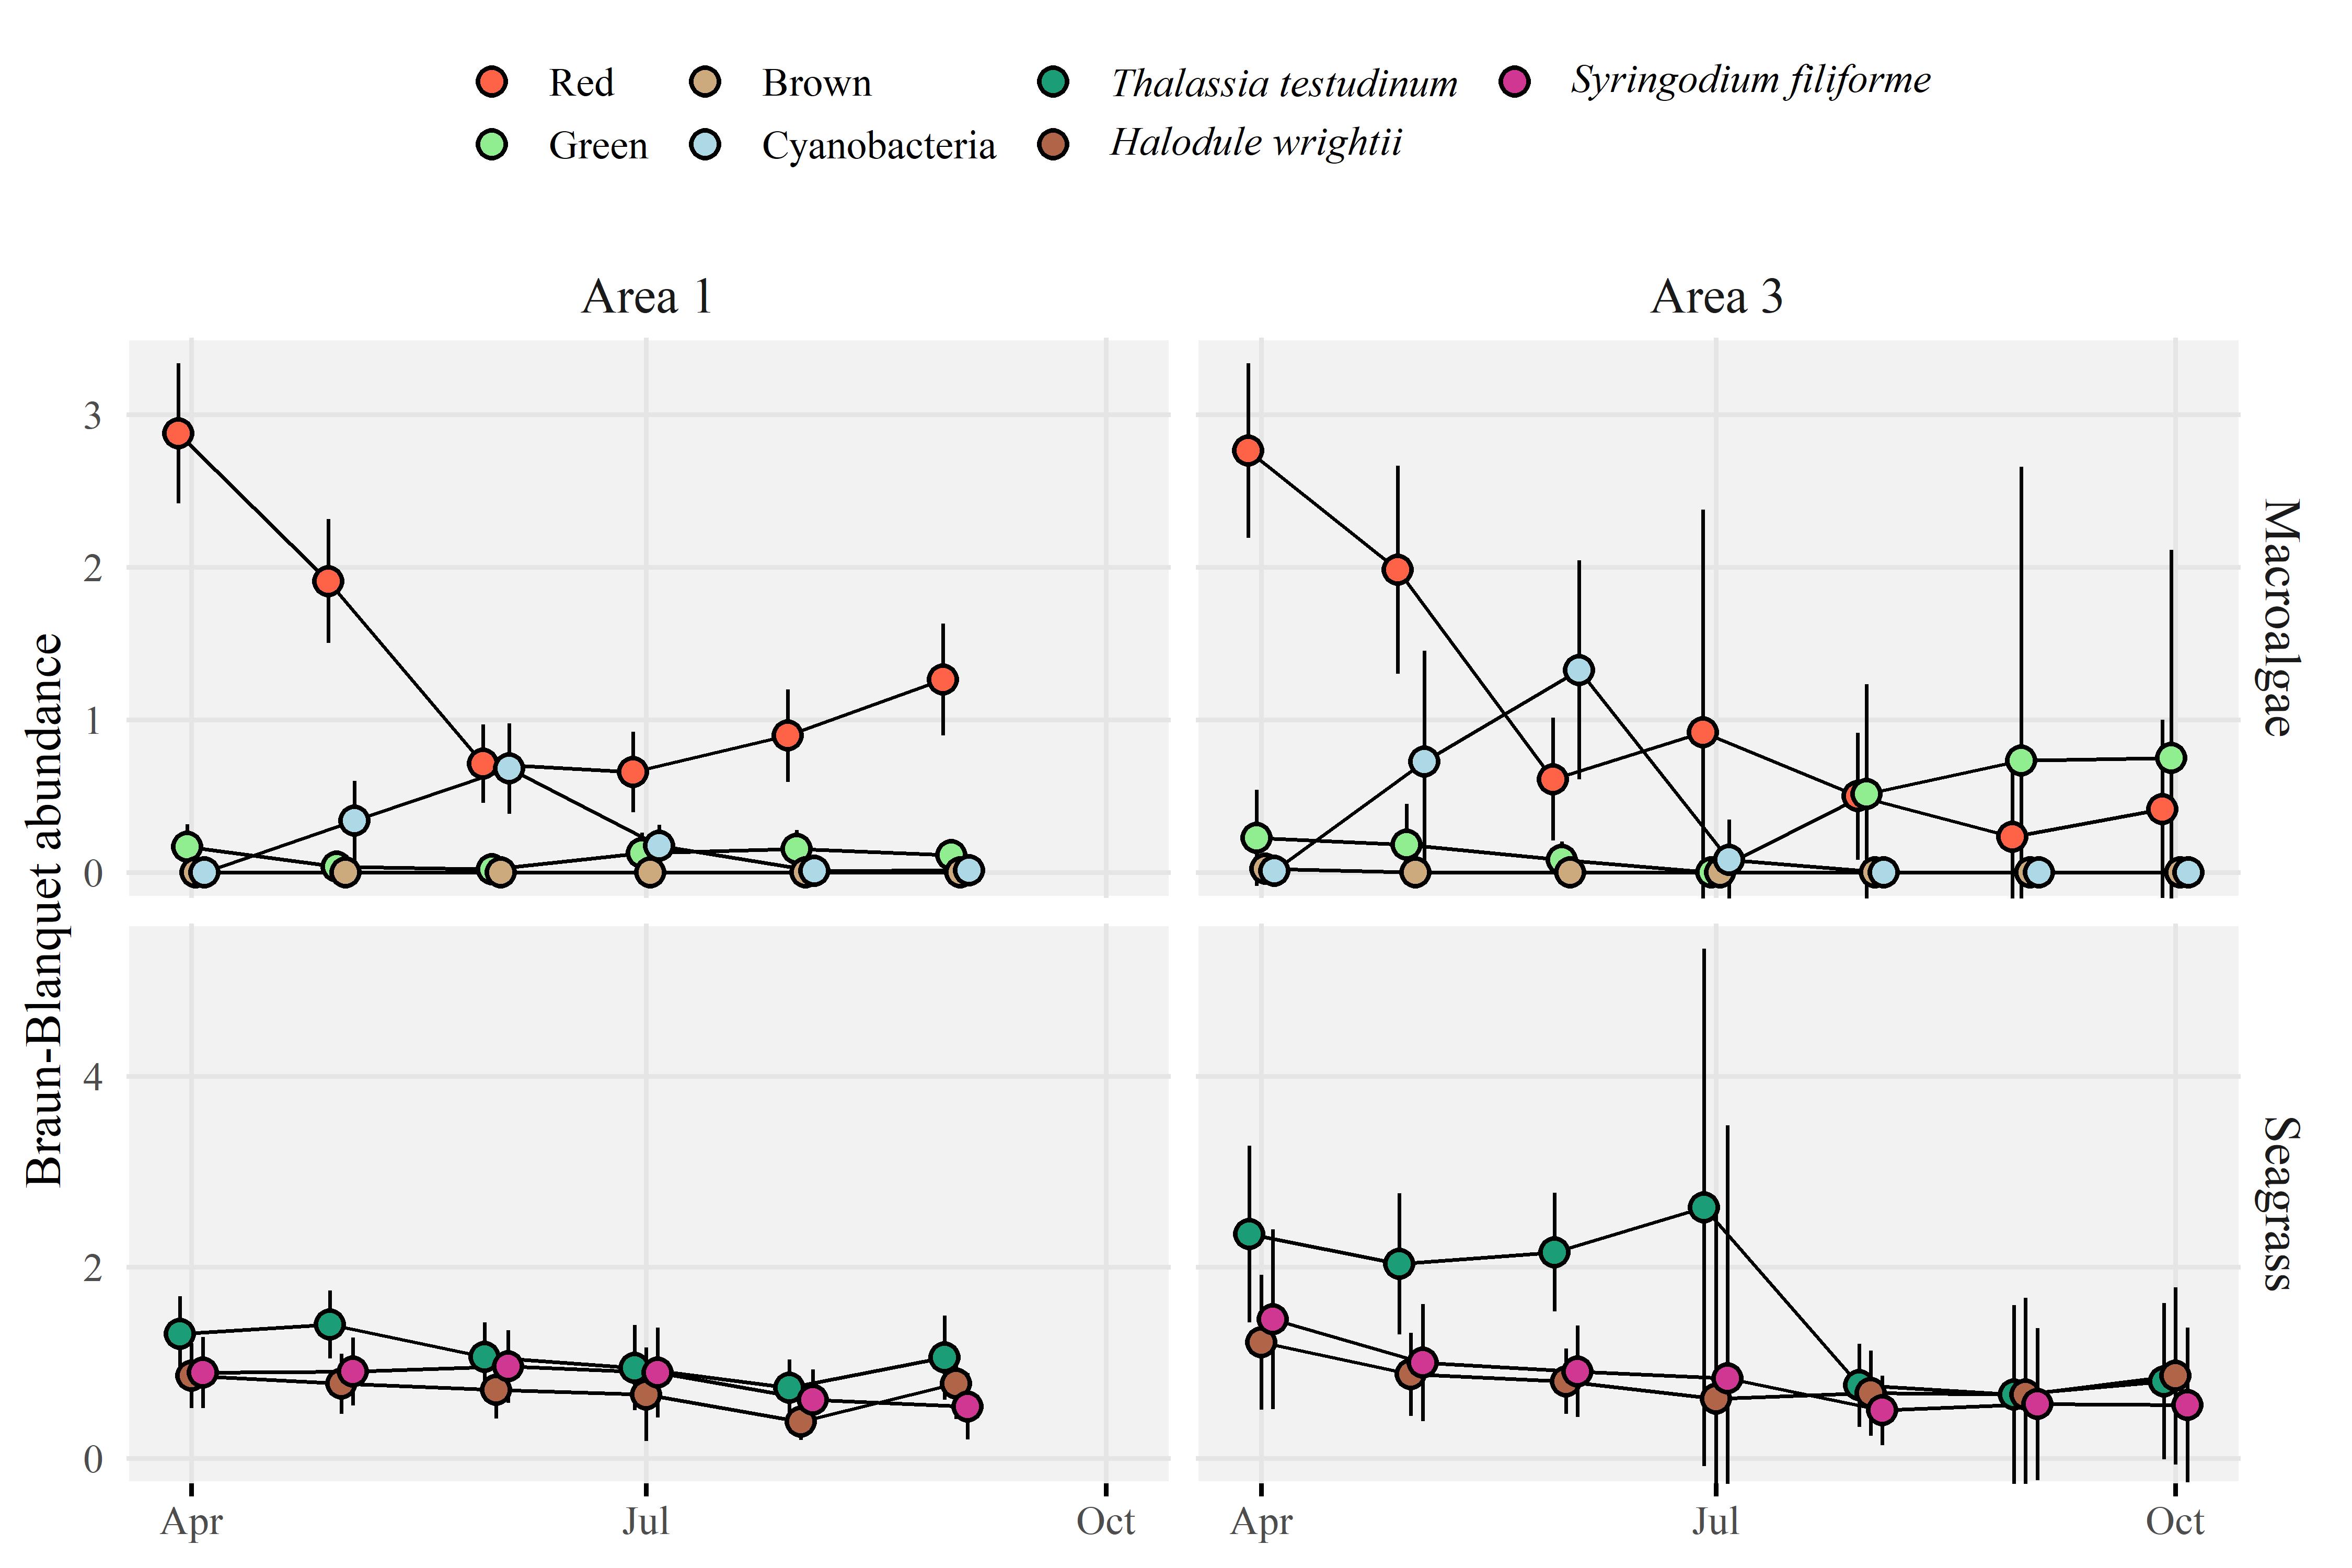 Red
Brown
Thalassia testudinum
Syringodium filiforme
Green
Cyanobacteria
Halodule wrightii
Area 1
Area 3
Braun-Blanquet abundance
3
2
1
0
Macroalgae
4
2
0
Seagrass
Apr
Jul
Oct
Apr
Jul
Oct